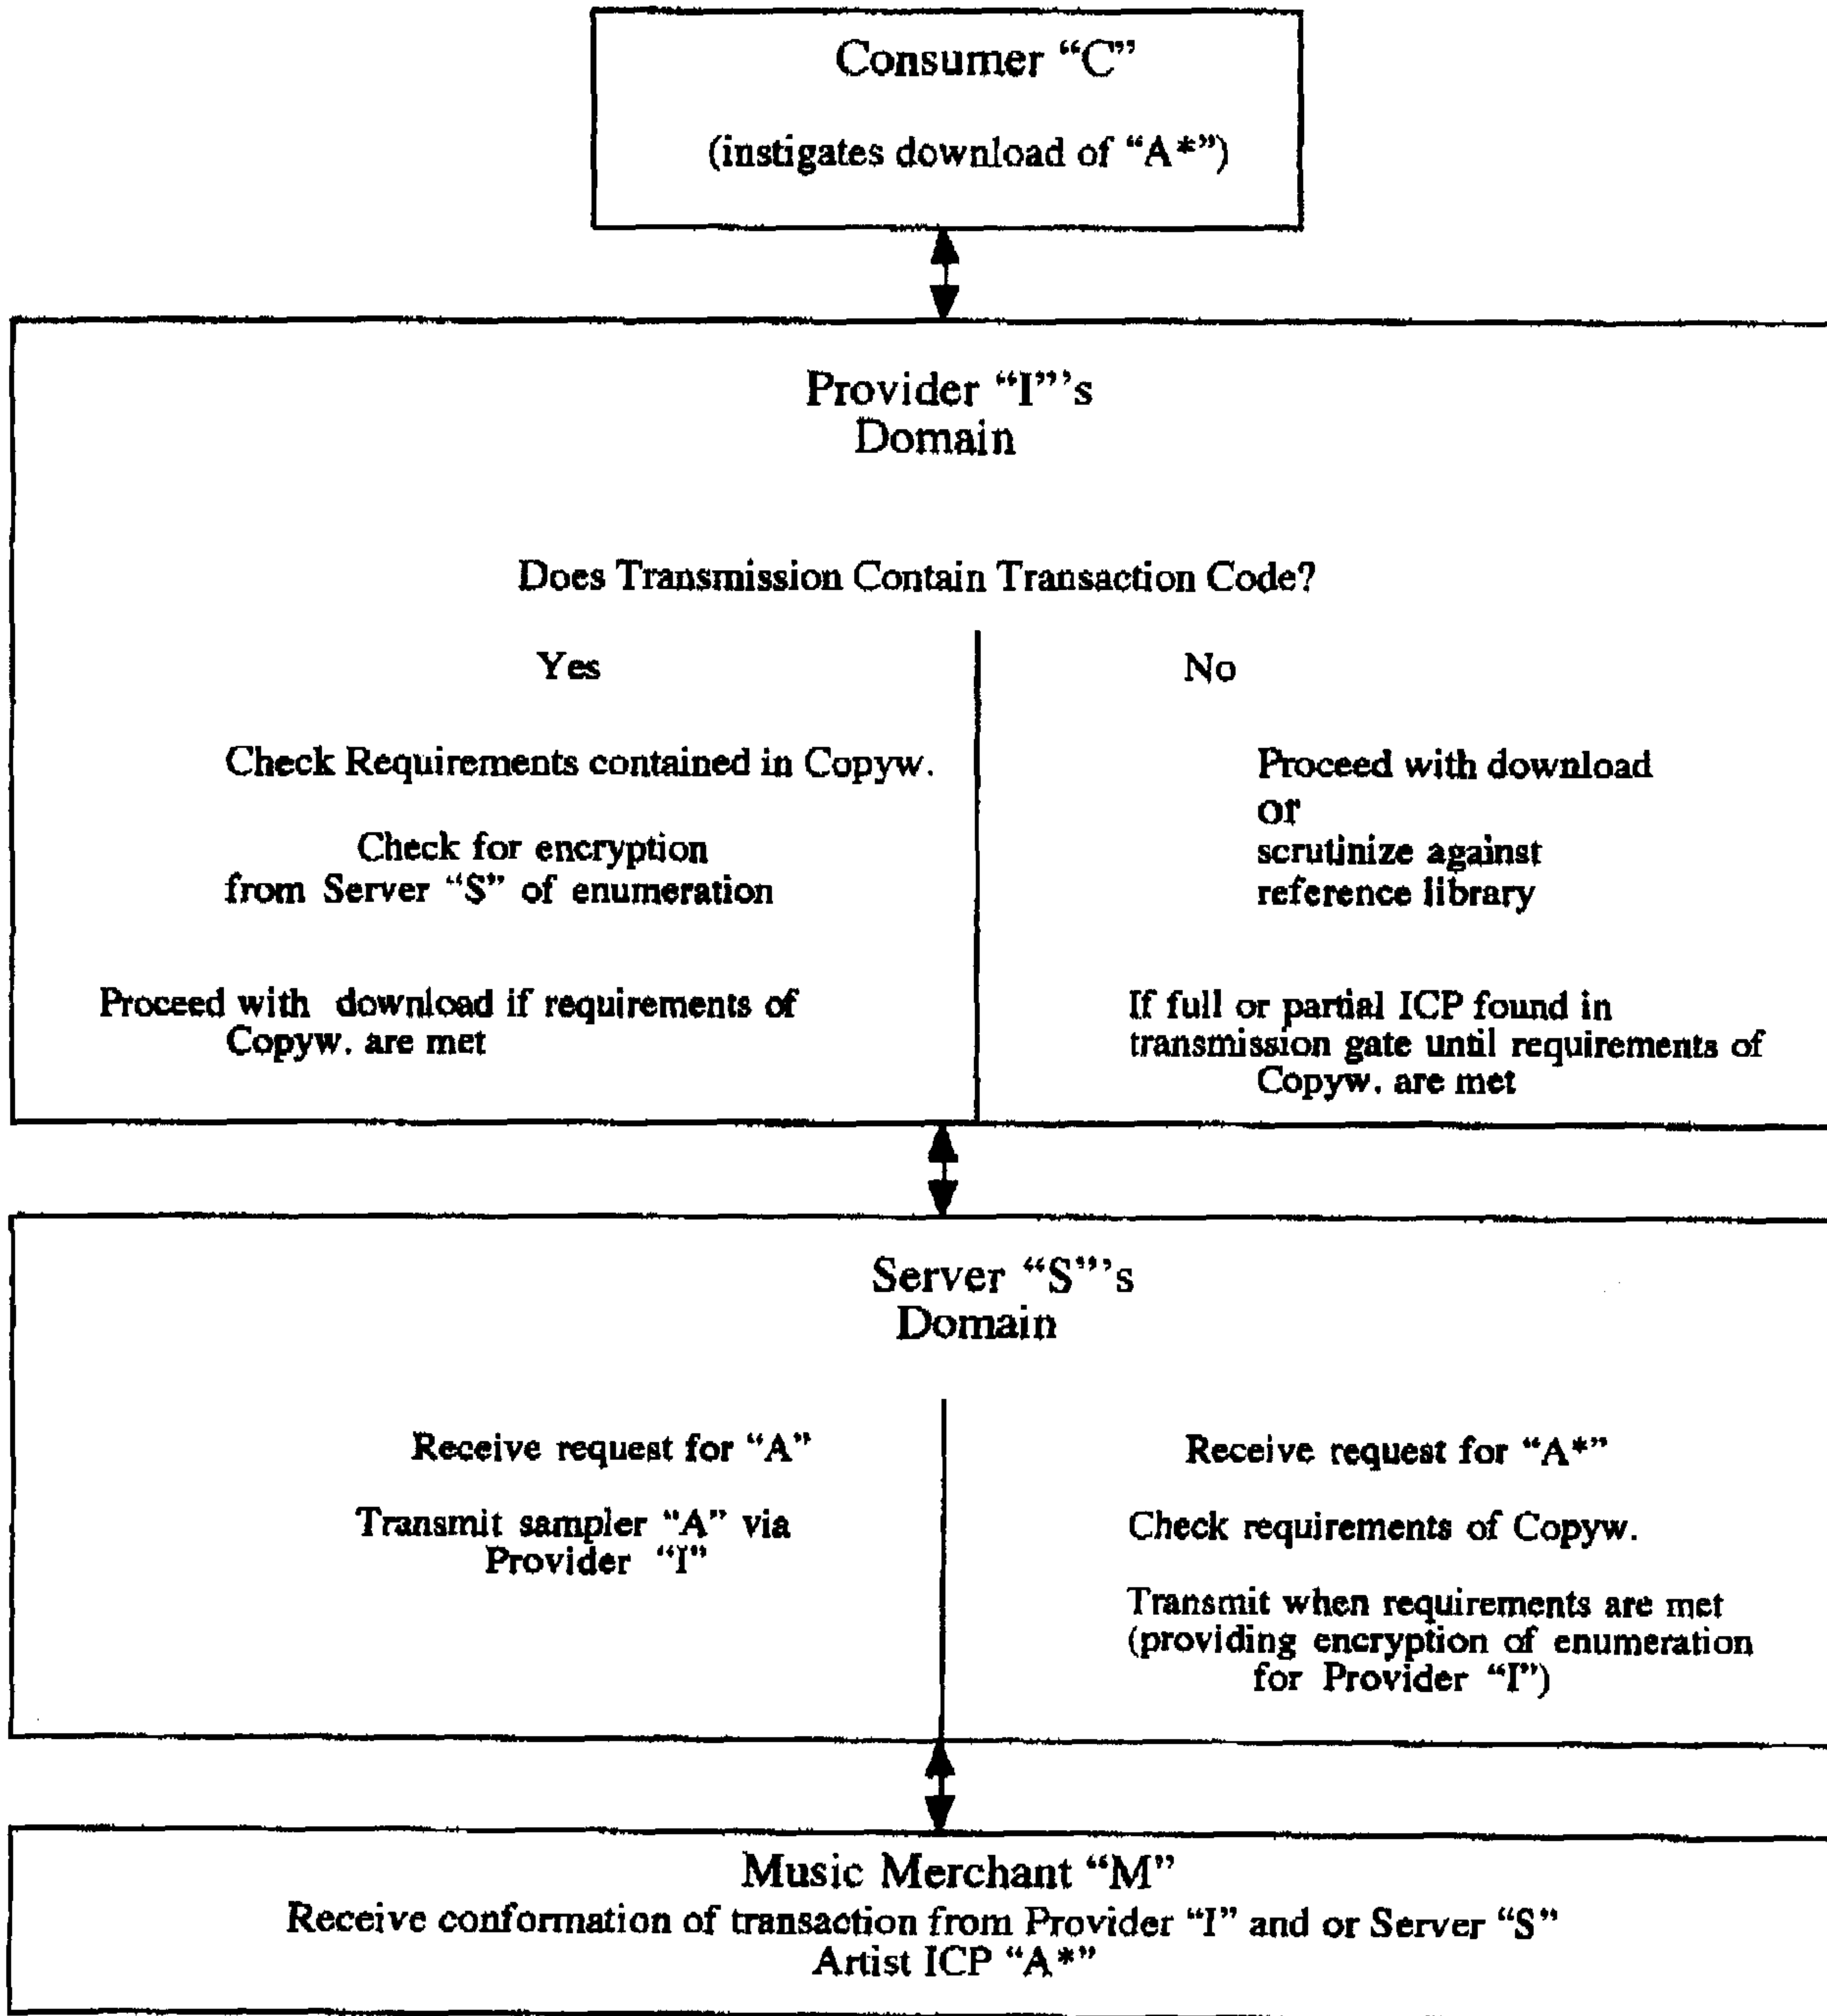 Consumer “C”
(instigates download of “A*”)
Provider “I”’s
Domain
Does Transmission Contain Transaction Code?
Yes
Check Requirements contained in Copyw.
Check for encryption
from Server “S” of enumeration
Proceed with download if requirements of
Copyw. are met
No
Proceed with download
or
scrutinize against
reference library
If full or partial ICP found in
transmission gate until requirements of
Copyw. are met
Server “S”’s
Domain
Receive request for “A”
Transmit sampler “A” via
Provider “I”
Receive request for “A*”
Check requirements of Copyw.
Transmit when requirements are met
(providing encryption of enumeration
for Provider “I”)
Music Merchant “M”
Receive conformation of transaction from Provider “I” and or Server “S”
Artist ICP “A*”